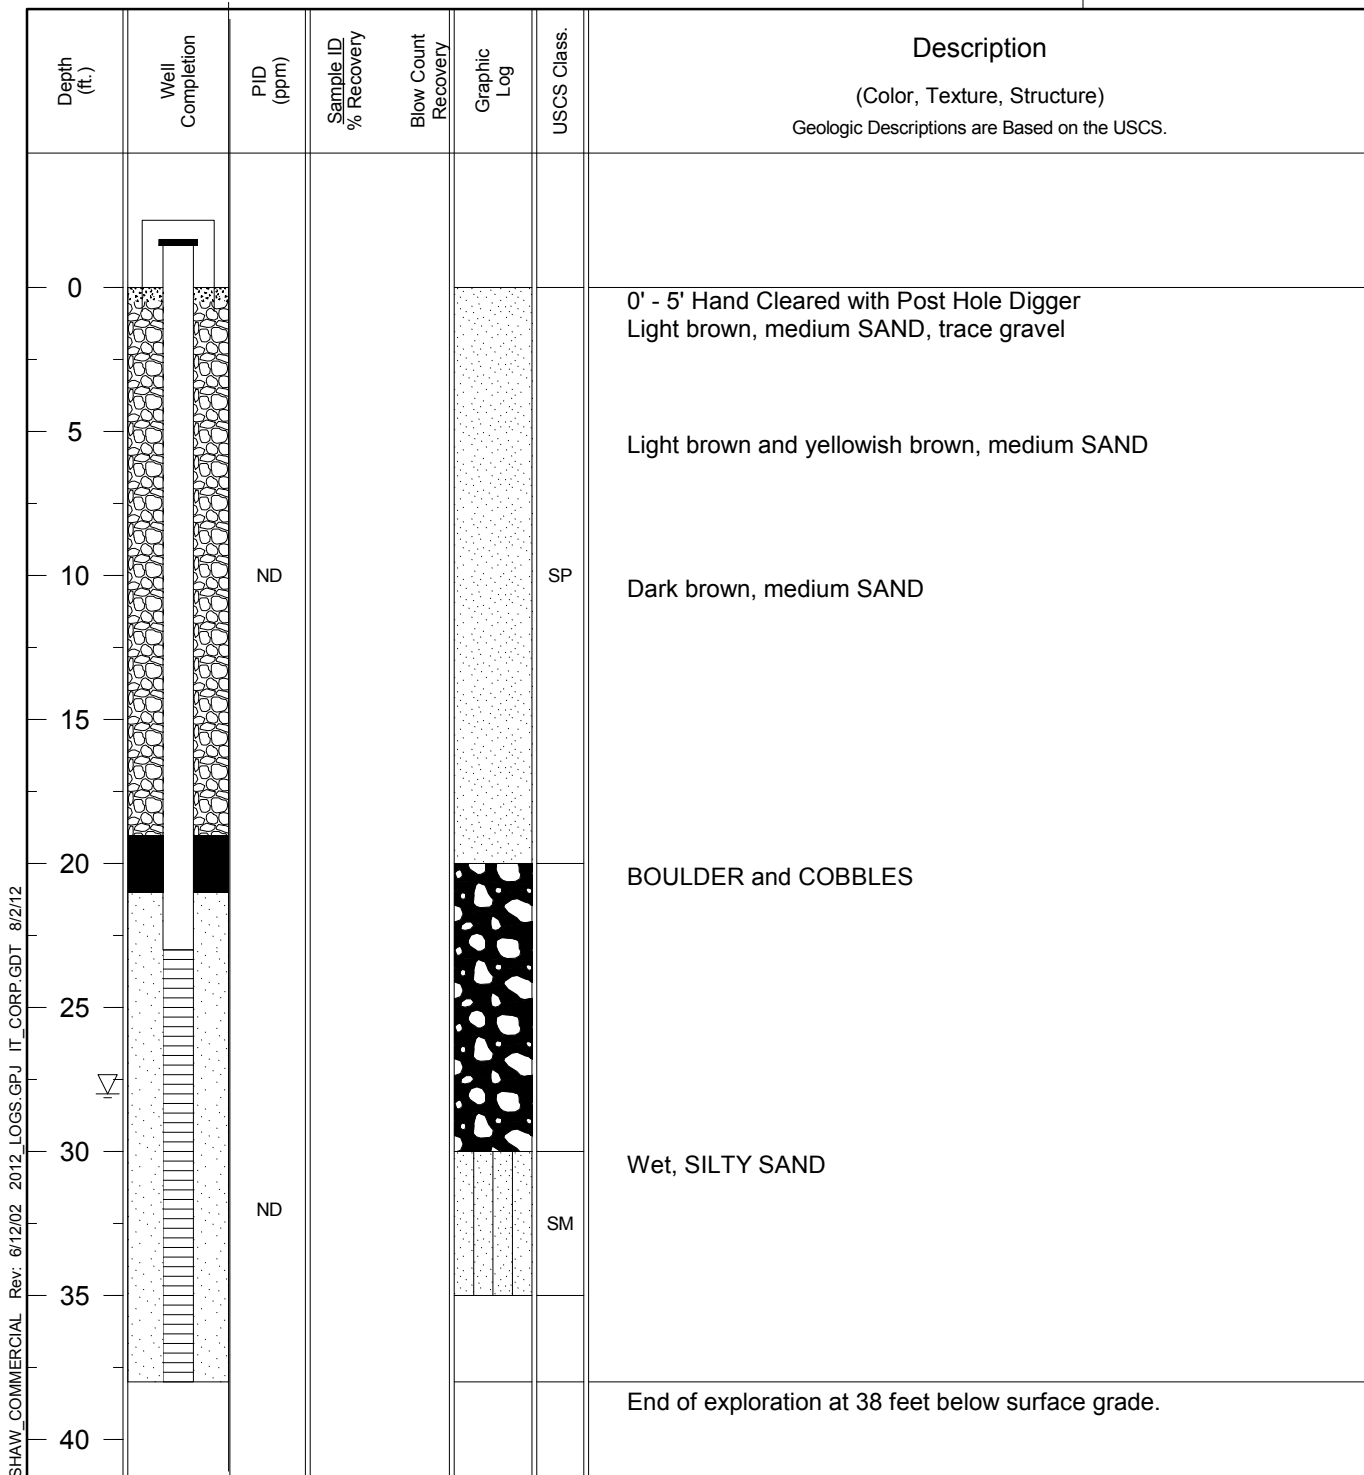 Depth
(ft.)
Well
Completion
PID
(ppm)
Sample ID
% Recovery
Blow Count
Recovery
Graphic
Log
USCS Class.
Description
(Color, Texture, Structure)
Geologic Descriptions are Based on the USCS.
0
0' - 5' Hand Cleared with Post Hole Digger
Light brown, medium SAND, trace gravel
5
Light brown and yellowish brown, medium SAND
10
ND
SP
Dark brown, medium SAND
15
20
BOULDER and COBBLES
25
30
Wet, SILTY SAND
ND
SM
35
End of exploration at 38 feet below surface grade.
40
SHAW_COMMERCIAL Rev: 6/12/02 2012_LOGS.GPJ IT_CORP.GDT 8/2/12